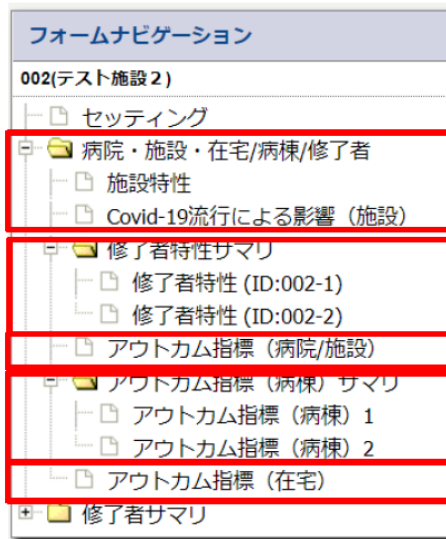 フォームナビゲーション
002(テスト施設２)
セッティング
病院・施設・在宅/病棟/修了者
施設特性
Covid-19流行による影響（施設）
修了者特性サマリ
修了者特性 (ID:002-1)
修了者特性 (ID:002-2)
アウトカム指標（病院/施設）
アウトカム指標（病棟）サマリ
アウトカム指標（病棟）1
アウトカム指標（病棟）2
アウトカム指標（在宅）
修了者サマリ